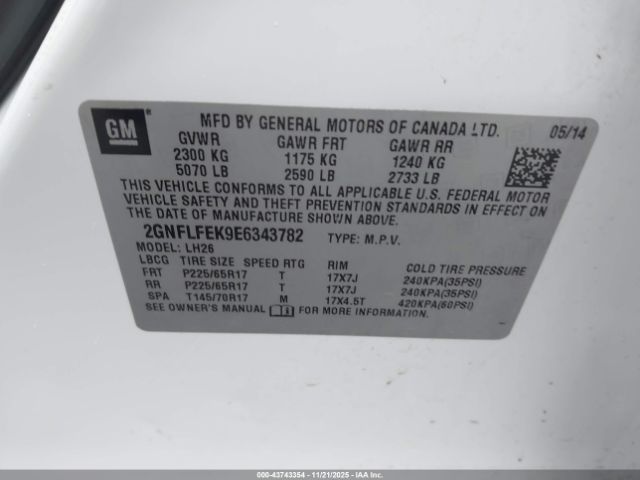 GM
MFD BY GENERAL MOTORS OF CANADA LTD. 05/14
GVWR GAWR FRT GAWR RR
2300 KG 1175 KG 1240 KG
5070 LB 2590 LB 2733 LB
THIS VEHICLE CONFORMS TO ALL APPLICABLE U.S. FEDERAL MOTOR
VEHICLE SAFETY AND THEFT PREVENTION STANDARDS IN EFFECT ON
THE DATE OF MANUFACTURE SHOWN ABOVE.
2GNFLFEK9E6343782 TYPE: M.P.V.
MODEL: LH26
LBCG TIRE SIZE SPEED RTG RIM COLD TIRE PRESSURE
FRT P225/65R17 T 17X7J 240KPA(35PSI)
RR P225/65R17 T 17X7J 240KPA(35PSI)
SPA T145/70R17 M 17X4.5T 420KPA(60PSI)
SEE OWNER'S MANUAL FOR MORE INFORMATION.
000-43743354 - 11/21/2025 - IAAI.COM